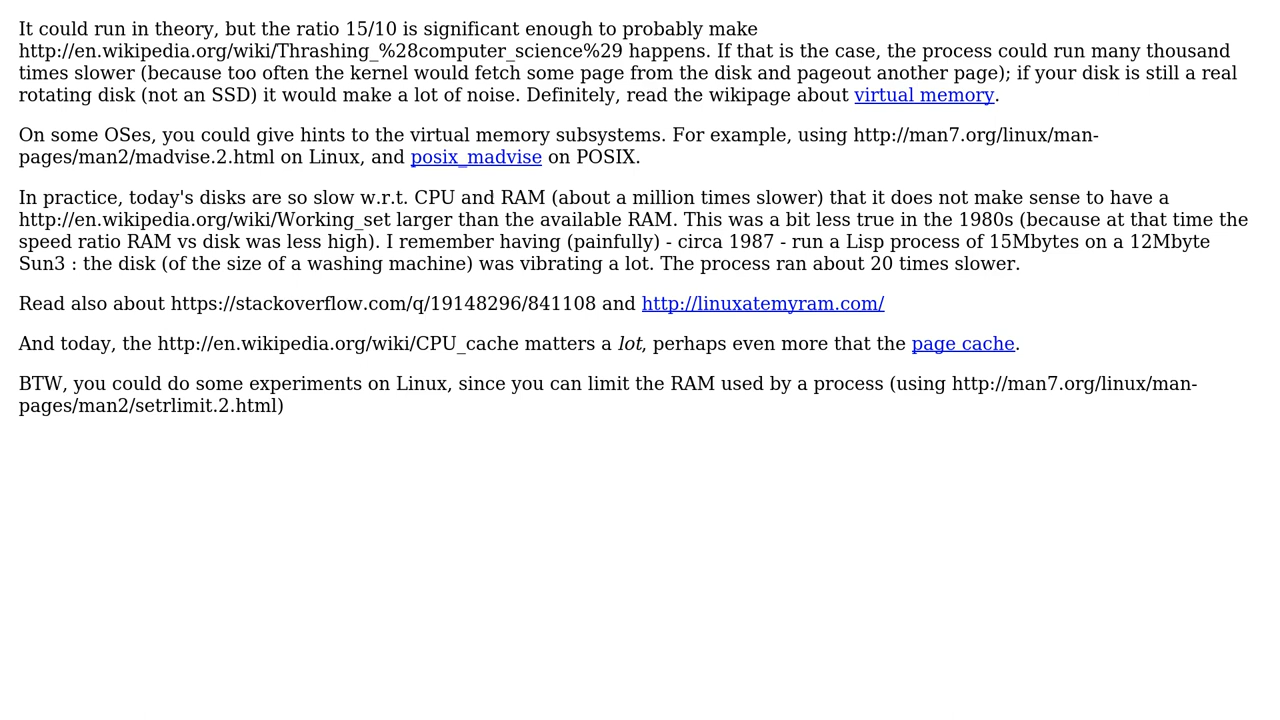 It could run in theory, but the ratio 15/10 is significant enough to probably make
http://en.wikipedia.org/wiki/Thrashing_%28computer_science%29 happens. If that is the case, the process could run many thousand
times slower (because too often the kernel would fetch some page from the disk and pageout another page); if your disk is still a real
rotating disk (not an SSD) it would make a lot of noise. Definitely, read the wikipage about virtual memory.
On some OSes, you could give hints to the virtual memory subsystems. For example, using http://man7.org/linux/man-
pages/man2/madvise.2.html on Linux, and posix_madvise on POSIX.
In practice, today's disks are so slow w.r.t. CPU and RAM (about a million times slower) that it does not make sense to have a
http://en.wikipedia.org/wiki/Working_set larger than the available RAM. This was a bit less true in the 1980s (because at that time the
speed ratio RAM vs disk was less high). I remember having (painfully) - circa 1987 - run a Lisp process of 15Mbytes on a 12Mbyte
Sun3 : the disk (of the size of a washing machine) was vibrating a lot. The process ran about 20 times slower.
Read also about https://stackoverflow.com/q/19148296/841108 and http://linuxatemyram.com/
And today, the http://en.wikipedia.org/wiki/CPU_cache matters a lot, perhaps even more that the page cache.
BTW, you could do some experiments on Linux, since you can limit the RAM used by a process (using http://man7.org/linux/man-
pages/man2/setrlimit.2.html)